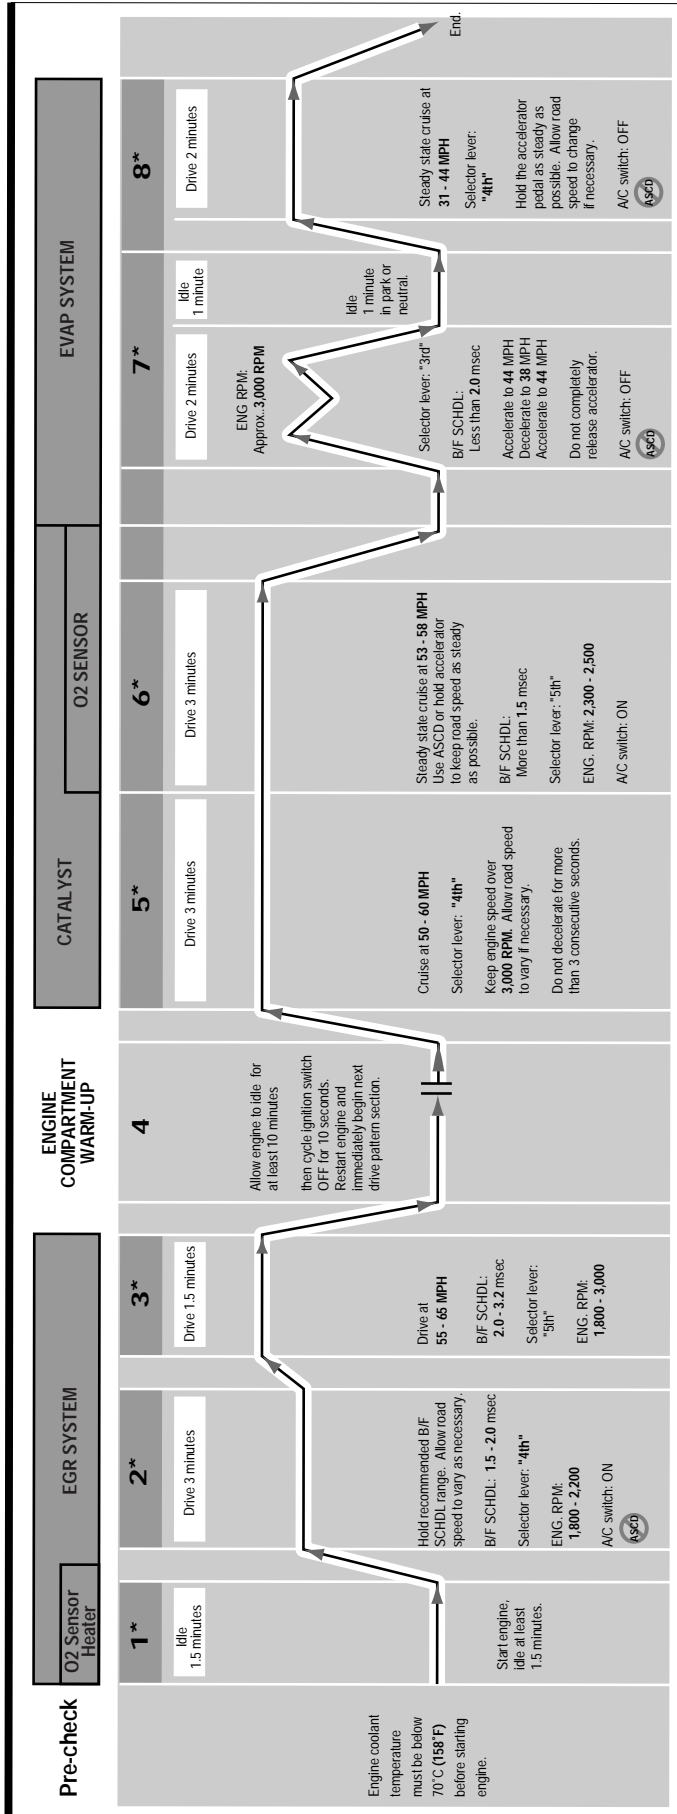 Pre-check
Engine coolant
temperature
must be below
70˚C (158˚F)
before starting
engine.
EGR SYSTEM
O2 Sensor
Heater
1*
Idle
1.5 minutes
Start engine,
idle at least
1.5 minutes.
2*
Drive 3 minutes
Hold recommended B/F
SCHDL range. Allow road
speed to vary as necessary.
B/F SCHDL: 1.5 - 2.0 msec
Selector lever: "4th"
ENG. RPM:
1,800 - 2,200
A/C switch: ON
ASCD
3*
Drive 1.5 minutes
Drive at
55 - 65 MPH
B/F SCHDL:
2.0 - 3.2 msec
Selector lever:
"5th"
ENG. RPM:
1,800 - 3,000
ENGINE
COMPARTMENT
WARM-UP
4
Allow engine to idle for
at least 10 minutes
then cycle ignition switch
OFF for 10 seconds.
Restart engine and
immediately begin next
drive pattern section.
CATALYST
5*
Drive 3 minutes
Cruise at 50 - 60 MPH
Selector lever: "4th"
Keep engine speed over
3,000 RPM. Allow road speed
to vary if necessary.
Do not decelerate for more
than 3 consecutive seconds.
O2 SENSOR
6*
Drive 3 minutes
Steady state cruise at 53 - 58 MPH
Use ASCD or hold accelerator
to keep road speed as steady
as possible.
B/F SCHDL:
More than 1.5 msec
Selector lever: "5th"
ENG. RPM: 2,300 - 2,500
A/C switch: ON
EVAP SYSTEM
7*
Drive 2 minutes
ENG RPM:
Approx..3,000 RPM
Selector lever: "3rd"
B/F SCHDL:
Less than 2.0 msec
Accelerate to 44 MPH
Decelerate to 38 MPH
Accelerate to 44 MPH
Do not completely
release accelerator.
A/C switch: OFF
ASCD
Idle
1 minute
Idle
1 minute
in park or
neutral.
8*
Drive 2 minutes
Steady state cruise at
31 - 44 MPH
Selector lever:
"4th"
Hold the accelerator
pedal as steady as
possible. Allow road
speed to change
if necessary.
A/C switch: OFF
ASCD
End.